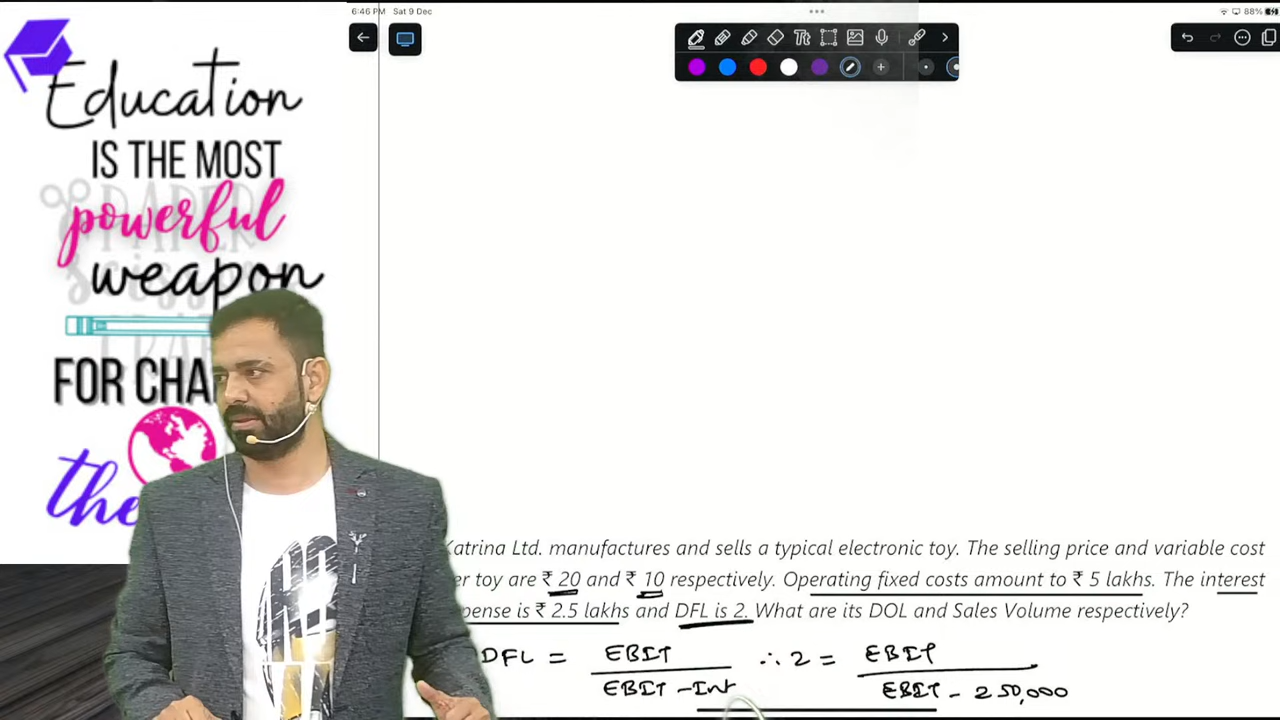 6:46 PM Sat 9 Dec
88%
Education
IS THE MOST
powerful
weapon
FOR CHA
the
Katrina Ltd. manufactures and sells a typical electronic toy. The selling price and variable cost
er toy are ₹ 20 and ₹ 10 respectively. Operating fixed costs amount to ₹ 5 lakhs. The interest
pense is ₹ 2.5 lakhs and DFL is 2. What are its DOL and Sales Volume respectively?
DFL = EBIT / EBIT - Int ∴ 2 = EBIT / EBIT - 250,000